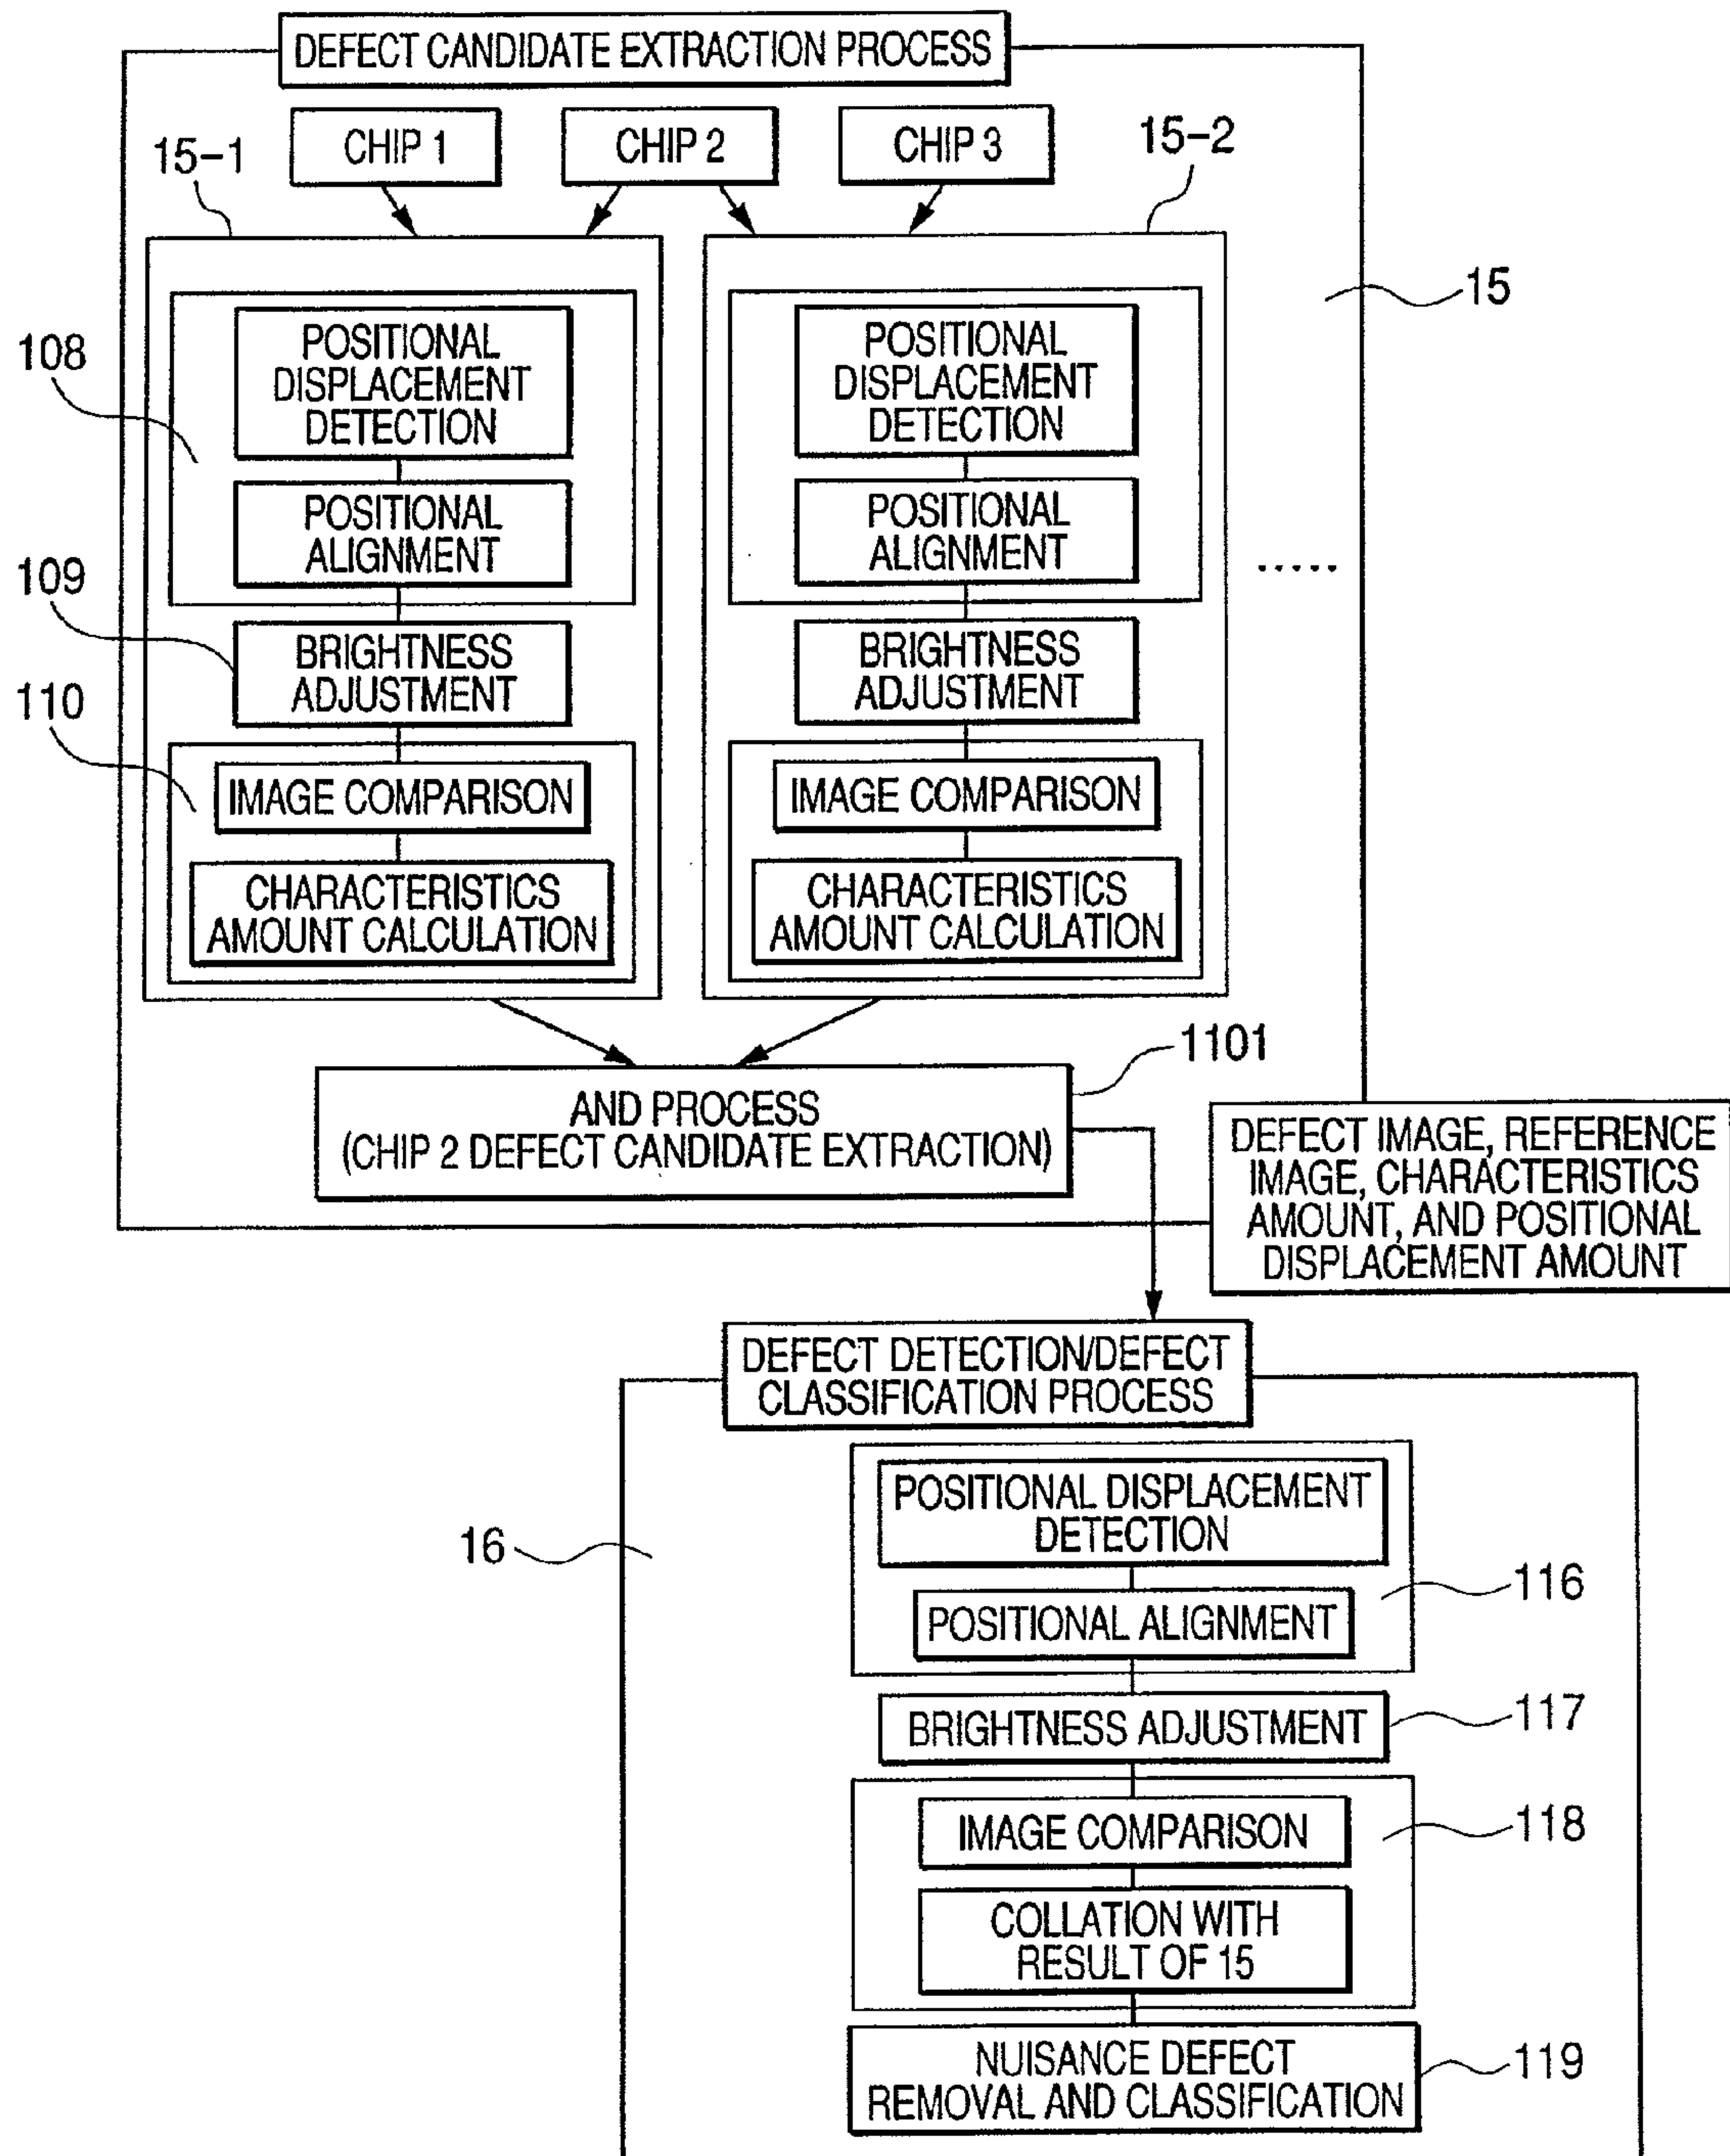 DEFECT CANDIDATE EXTRACTION PROCESS
CHIP 1
CHIP 2
CHIP 3
15-1
15-2
15
108
POSITIONAL
DISPLACEMENT
DETECTION
POSITIONAL
ALIGNMENT
109
BRIGHTNESS
ADJUSTMENT
110
IMAGE COMPARISON
CHARACTERISTICS
AMOUNT CALCULATION
POSITIONAL
DISPLACEMENT
DETECTION
POSITIONAL
ALIGNMENT
BRIGHTNESS
ADJUSTMENT
IMAGE COMPARISON
CHARACTERISTICS
AMOUNT CALCULATION
.....
1101
AND PROCESS
(CHIP 2 DEFECT CANDIDATE EXTRACTION)
DEFECT IMAGE, REFERENCE
IMAGE, CHARACTERISTICS
AMOUNT, AND POSITIONAL
DISPLACEMENT AMOUNT
DEFECT DETECTION/DEFECT
CLASSIFICATION PROCESS
16
POSITIONAL DISPLACEMENT
DETECTION
POSITIONAL ALIGNMENT
116
BRIGHTNESS ADJUSTMENT
117
IMAGE COMPARISON
118
COLLATION WITH
RESULT OF 15
NUISANCE DEFECT
REMOVAL AND CLASSIFICATION
119